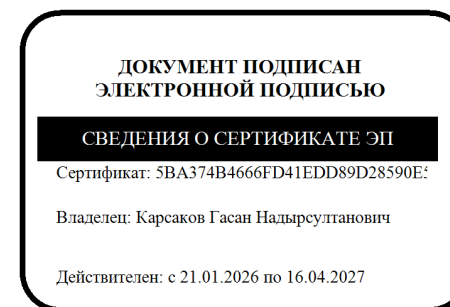 ДОКУМЕНТ ПОДПИСАН
ЭЛЕКТРОННОЙ ПОДПИСЬЮ
СВЕДЕНИЯ О СЕРТИФИКАТЕ ЭП
Сертификат: 5BA374B4666FD41EDD89D28590E5
Владелец: Карсаков Гасан Надырсултанович
Действителен: с 21.01.2026 по 16.04.2027